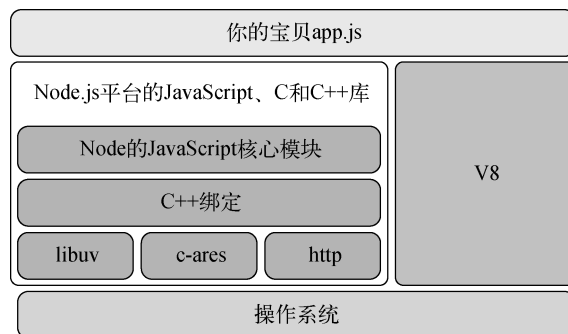 你的宝贝app.js
Node.js平台的JavaScript、C和C++库
Node的JavaScript核心模块
C++绑定
libuv
c-ares
http
V8
操作系统